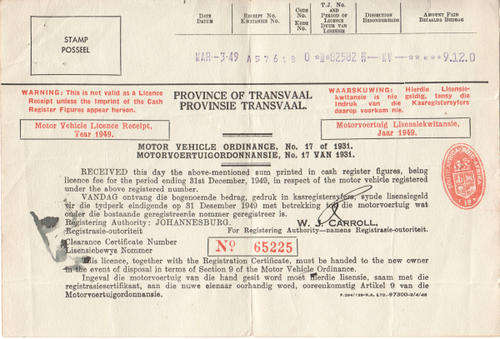 STAMP
POSSEEL
DATE
DATUM
RECEIPT NO.
KWITANSIE NO.
CODE NO.
KODE NO.
T.J. NO. AND PERIOD OF LICENCE
DUUR VAN LISENSIE
AMOUNT PAID
BETAALDE BEDRAG
MAR-3-49
WARNING: This is not valid as a Licence
Receipt unless the Imprint of the Cash
Register Figures appear hereon.
PROVINCE OF TRANSVAAL
PROVINSIE TRANSVAAL.
WAARSKUWING: Hierdie Lisensie-
kwitansie is nie geldig, tensy die
Indruk van die Kaasregistersyfers
daarop voorkom nie.
Motor Vehicle Licence Receipt,
Year 1949.
Motorvoertuig Lisensiekwitansie,
Jaar 1949.
MOTOR VEHICLE ORDINANCE, No. 17 of 1931.
MOTORVOERTUIGORDONNANSIE, No. 17 VAN 1931.
RECEIVED this day the above-mentioned sum printed in cash register figures, being
licence fee for the period ending 31st December, 1949, in respect of the motor vehicle registered
under the above registered number.
VANDAG ontvang die bogenoemde bedrag, gedruk in kasregistersyfers, synde lisensiegeld
vir die tydperk eindigende op 31 Desember 1949 met betrekking tot die motorvoertuig wat
onder die bostaande geregistreerde nommer geregistreer is.
Registering Authority: JOHANNESBURG.
Registrasie-outoriteit.
W. J. CARROLL,
For Registering Authority—namens Registrasie-outoriteit.
Clearance Certificate Number
Lisensiebewys Nommer
No 65225
This licence, together with the Registration Certificate, must be handed to the new owner
in the event of disposal in terms of Section 9 of the Motor Vehicle Ordinance.
Ingeval die motorvoertuig van die hand gesit word moet hierdie lisensie, saam met die
registrasiesertifikaat, aan die nuwe eienaar oorhandig word, ooreenkomstig Artikel 9 van die
Motorvoertuigordonnansie.